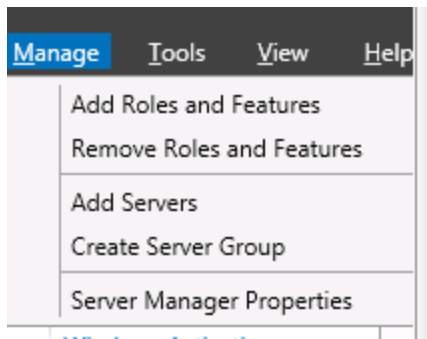 Manage Tools View Help
Add Roles and Features
Remove Roles and Features
Add Servers
Create Server Group
Server Manager Properties